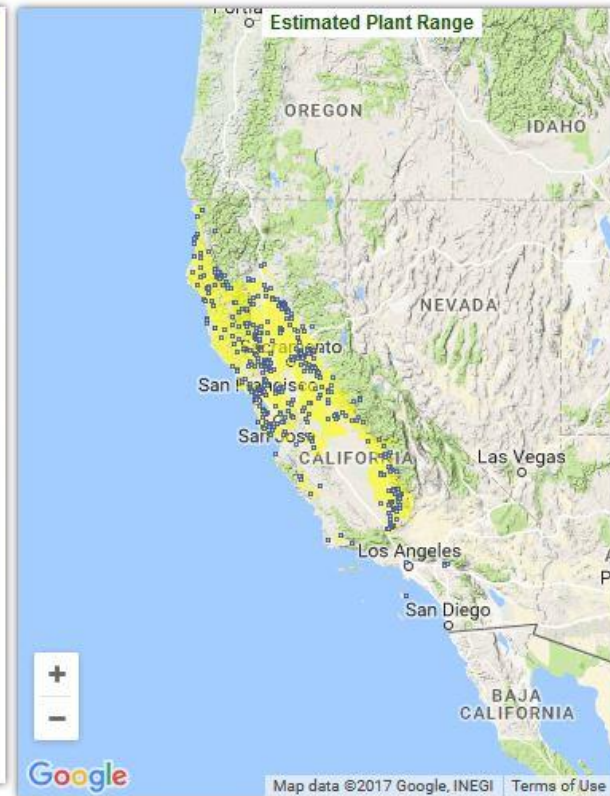 Estimated Plant Range
OREGON
IDAHO
NEVADA
Sacramento
San Francisco
San Jose
CALIFORNIA
Las Vegas
Los Angeles
San Diego
BAJA
CALIFORNIA
+
−
Google
Map data ©2017 Google, INEGI
Terms of Use